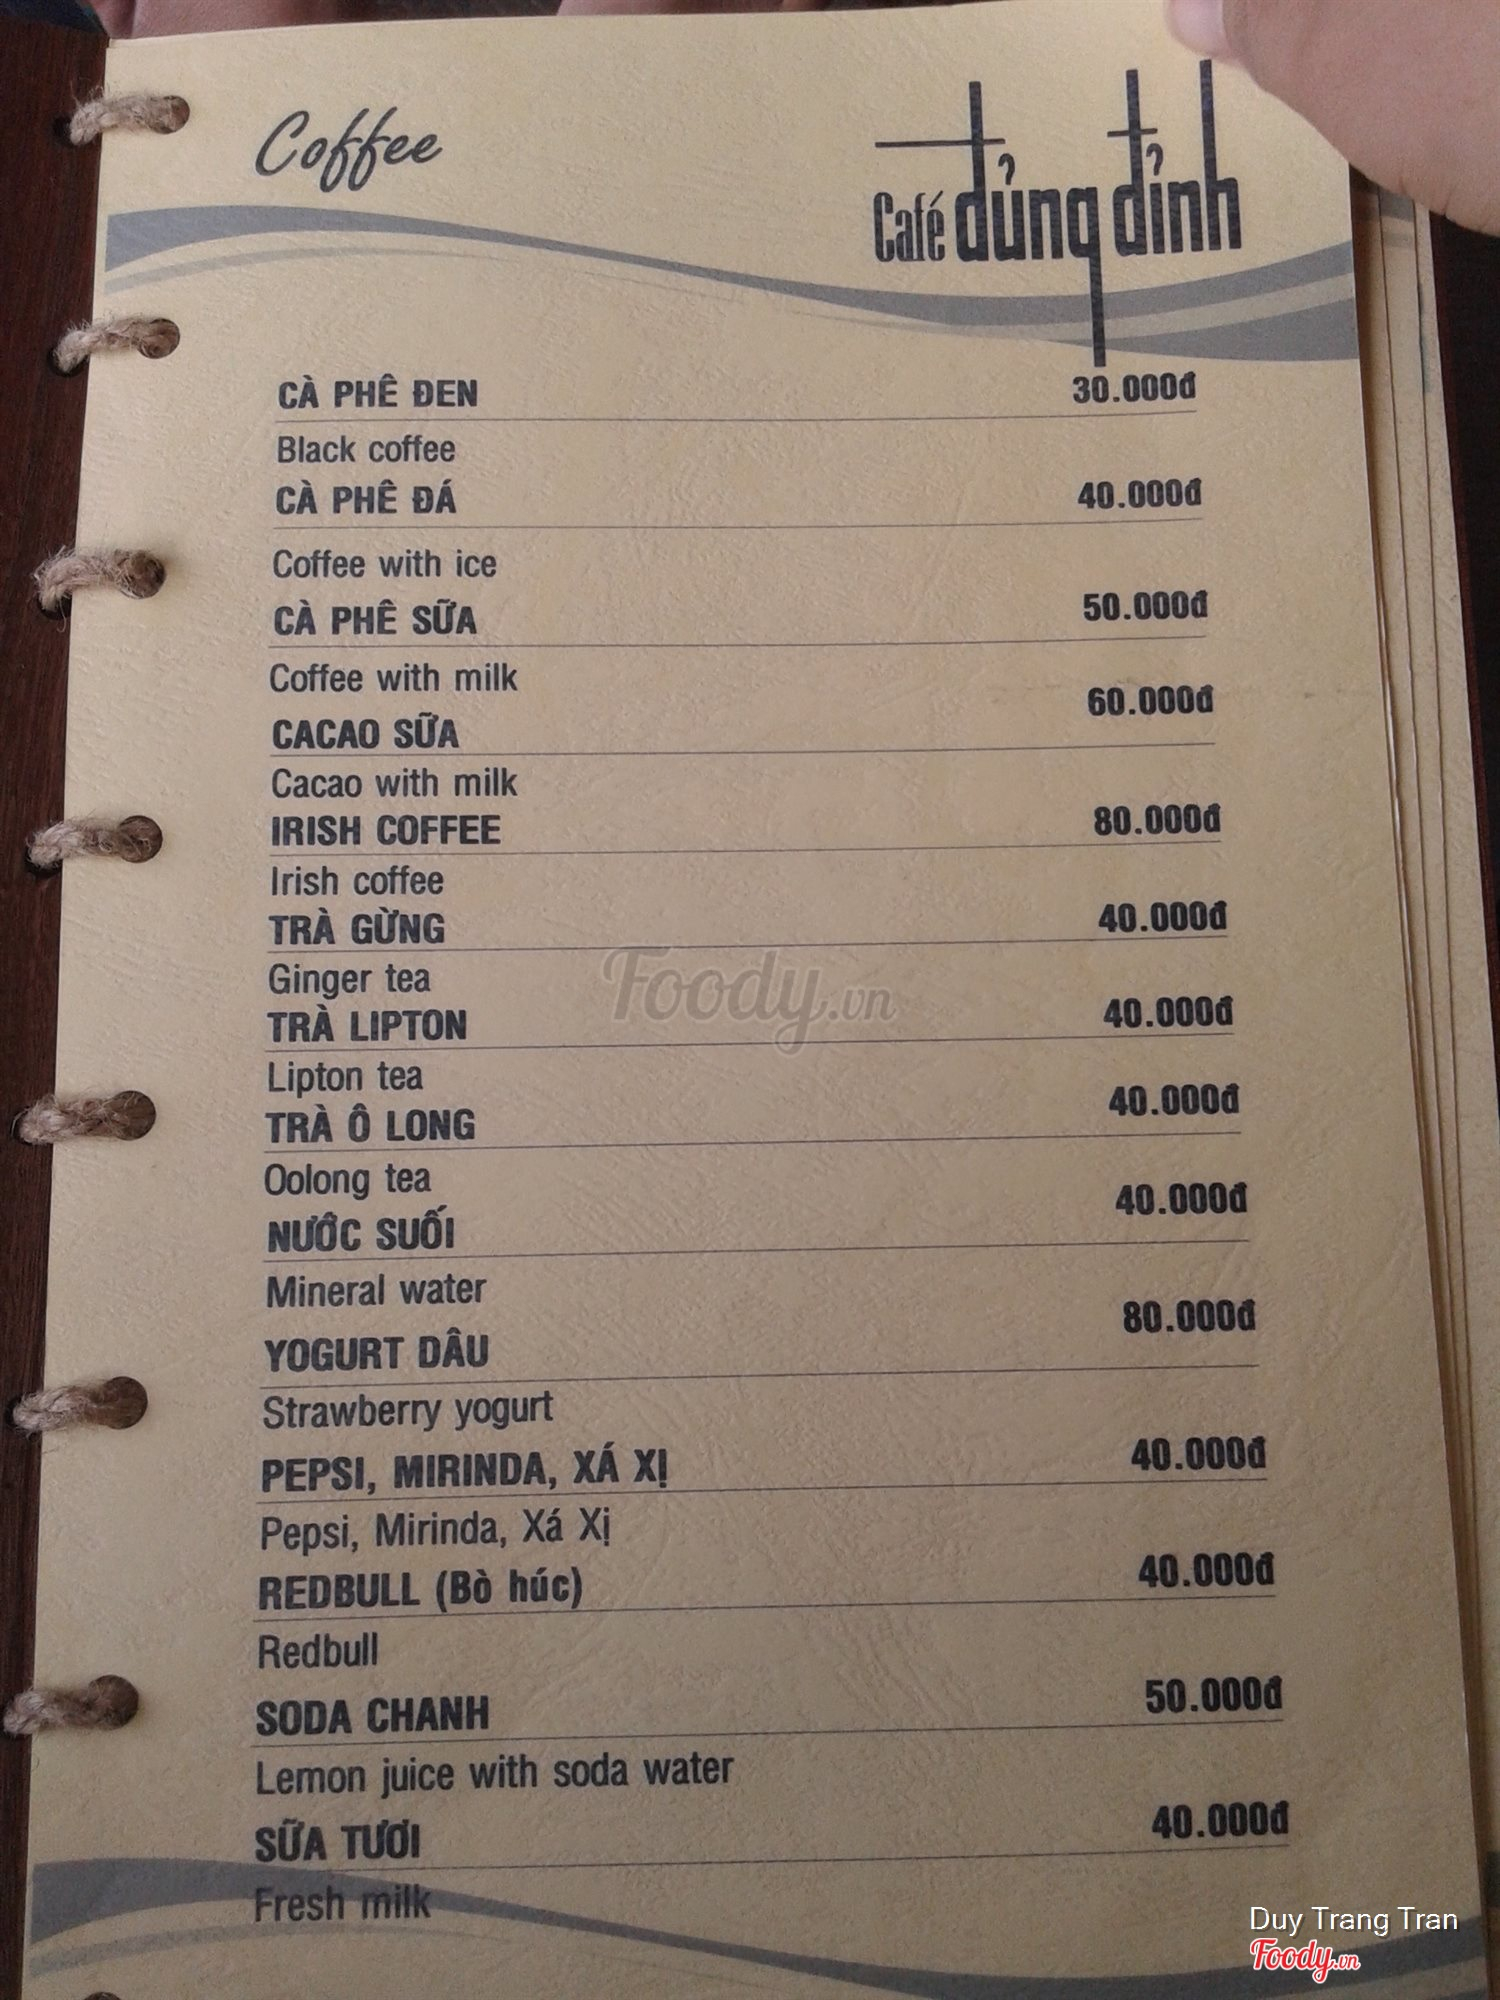 Coffee
Café đủng đỉnh
CÀ PHÊ ĐEN 30.000đ
Black coffee
CÀ PHÊ ĐÁ 40.000đ
Coffee with ice
CÀ PHÊ SỮA 50.000đ
Coffee with milk
CACAO SỮA 60.000đ
Cacao with milk
IRISH COFFEE 80.000đ
Irish coffee
TRÀ GỪNG 40.000đ
Ginger tea
TRÀ LIPTON 40.000đ
Lipton tea
TRÀ Ô LONG 40.000đ
Oolong tea
NƯỚC SUỐI 40.000đ
Mineral water
YOGURT DÂU 80.000đ
Strawberry yogurt
PEPSI, MIRINDA, XÁ XỊ 40.000đ
Pepsi, Mirinda, Xá Xị
REDBULL (Bò húc) 40.000đ
Redbull
SODA CHANH 50.000đ
Lemon juice with soda water
SỮA TƯƠI 40.000đ
Fresh milk
Foody.vn
Duy Trang Tran
Foody.vn